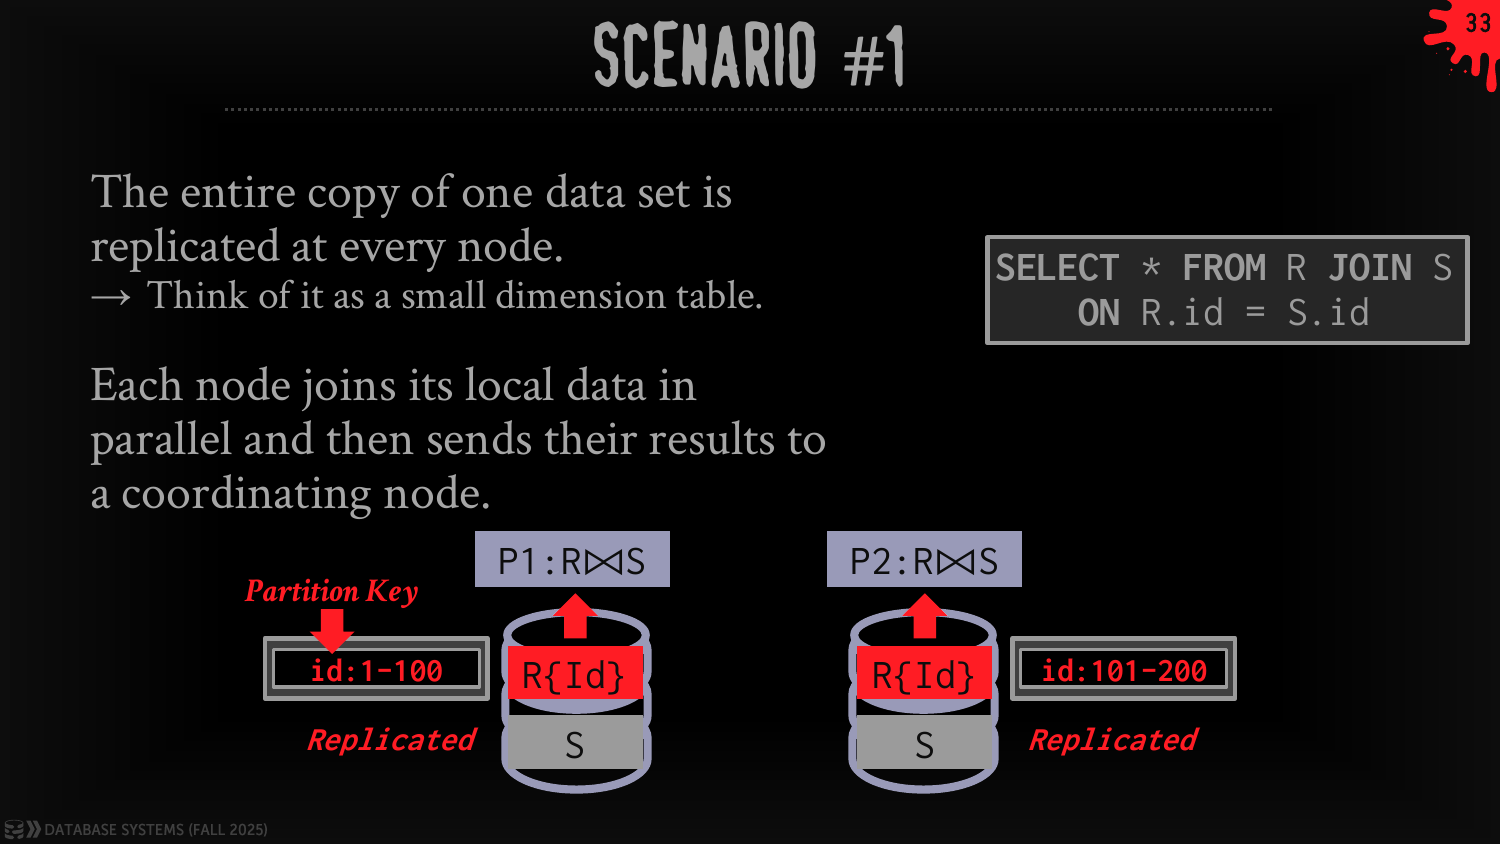 33
SCENARIO #1
The entire copy of one data set is
replicated at every node.
→ Think of it as a small dimension table.
SELECT * FROM R JOIN S
ON R.id = S.id
Each node joins its local data in
parallel and then sends their results to
a coordinating node.
P1:R⋈S
P2:R⋈S
Partition Key
id:1-100
R{Id}
R{Id}
id:101-200
Replicated
S
S
Replicated
DATABASE SYSTEMS (FALL 2025)